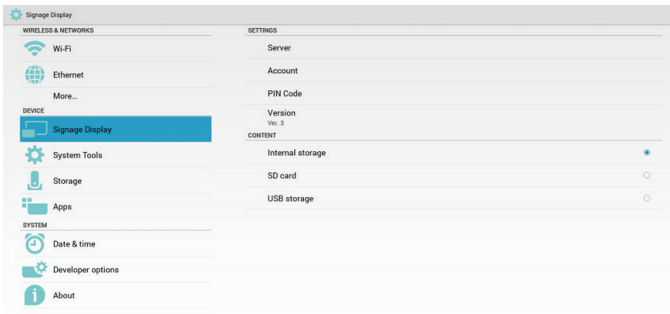 Signage Display
WIRELESS & NETWORKS
Wi-Fi
Ethernet
More...
DEVICE
Signage Display
System Tools
Storage
Apps
SYSTEM
Date & time
Developer options
About
SETTINGS
Server
Account
PIN Code
Version
Ver. 3
CONTENT
Internal storage
SD card
USB storage